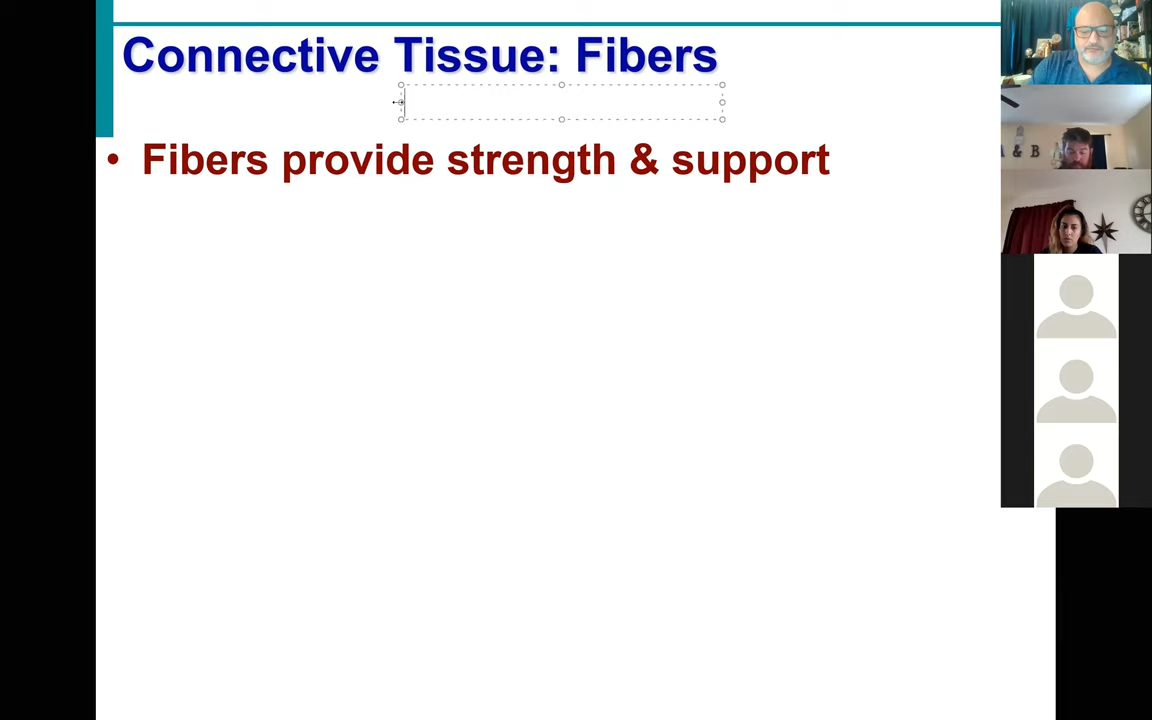 Connective Tissue: Fibers
• Fibers provide strength & support
A & B